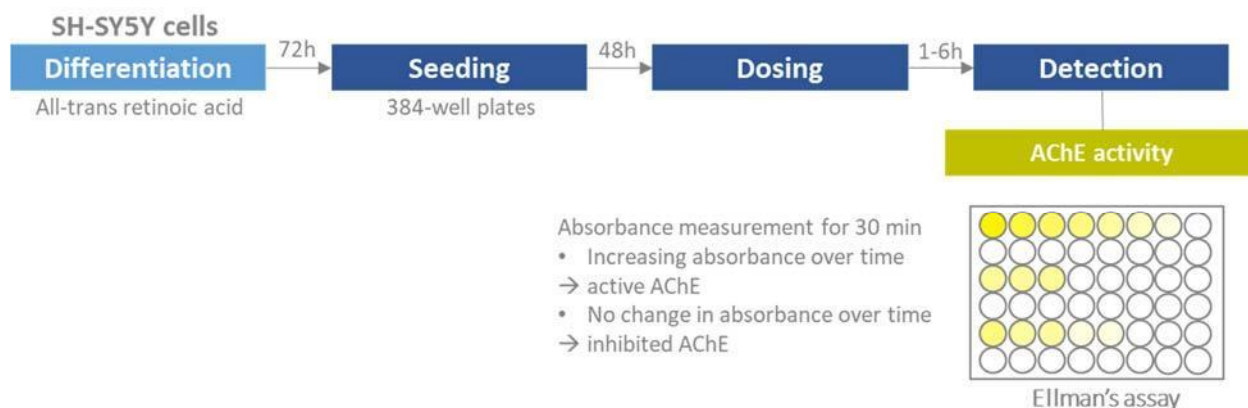 SH-SY5Y cells
Differentiation
72h
Seeding
48h
Dosing
1-6h
Detection
All-trans retinoic acid
384-well plates
AChE activity
Absorbance measurement for 30 min
• Increasing absorbance over time
→ active AChE
• No change in absorbance over time
→ inhibited AChE
Ellman's assay